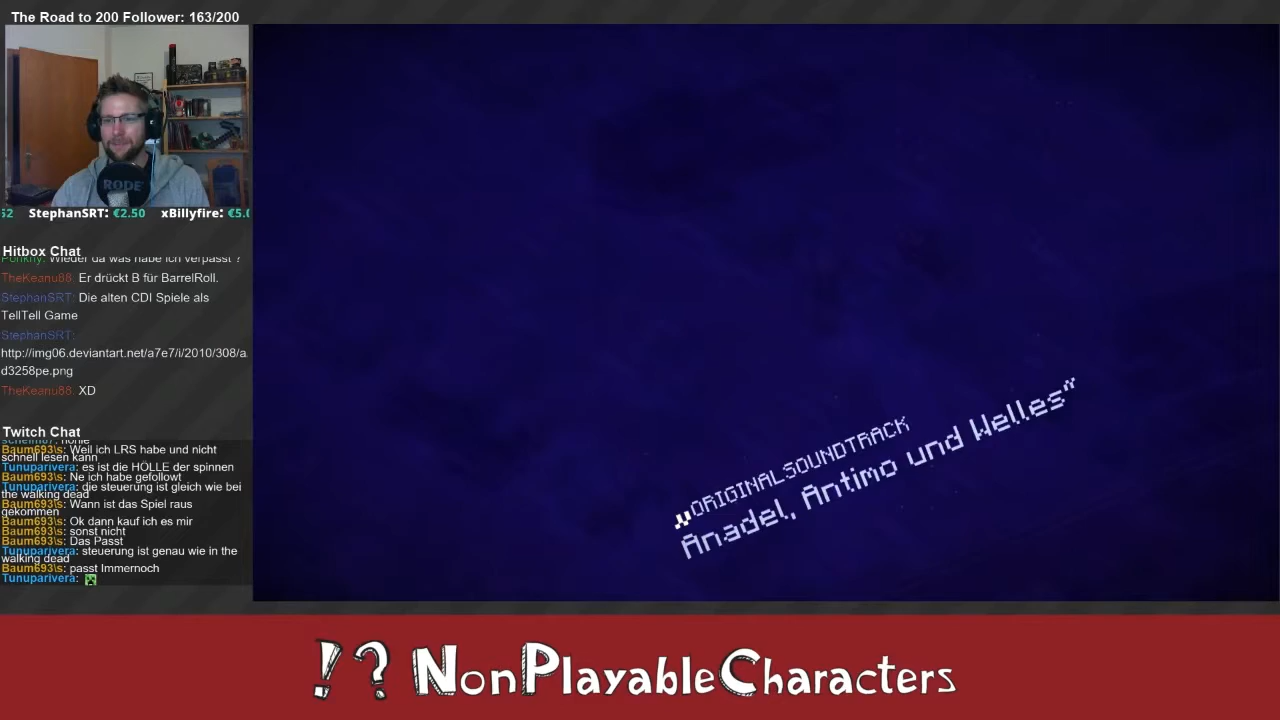 The Road to 200 Follower: 163/200
RODE
52 StephanSRT: €2.50 xBillyfire: €5.0
Hitbox Chat
Wieder da was habe ich verpasst ?
TheKeanu88: Er drückt B für BarrelRoll.
StephanSRT: Die alten CDI Spiele als
TellTell Game
StephanSRT:
http://img06.deviantart.net/a7e7/i/2010/308/a
d3258pe.png
TheKeanu88: XD
Twitch Chat
Baum693\s: Weil ich LRS habe und nicht
schnell lesen kann
Tunuparivera: es ist die HÖLLE der spinnen
Baum693\s: Ne ich habe gefollowt
Tunuparivera: die steuerung ist gleich wie bei
the walking dead
Baum693\s: Wann ist das Spiel raus
gekommen
Baum693\s: Ok dann kauf ich es mir
Baum693\s: sonst nicht
Baum693\s: Das Passt
Tunuparivera: steuerung ist genau wie in the
walking dead
Baum693\s: passt Immernoch
Tunuparivera:
„ORIGINALSOUNDTRACK
Anadel, Antimo und Welles“
!? NonPlayableCharacters